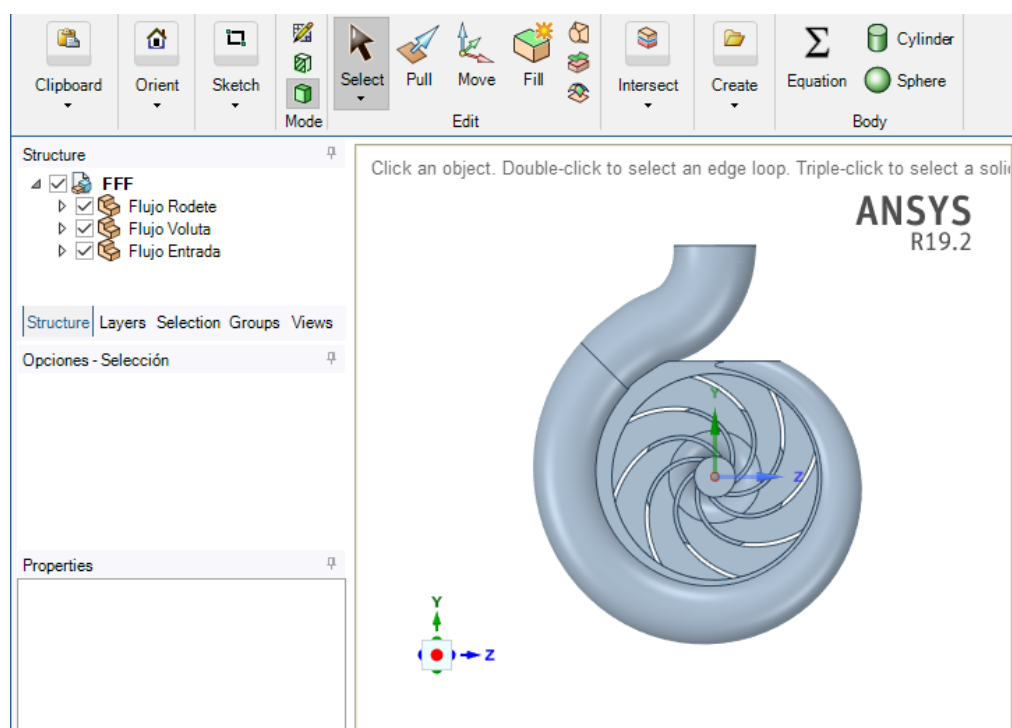 Clipboard
Orient
Sketch
Mode
Select
Pull
Move
Fill
Edit
Intersect
Create
Σ
Equation
Cylinder
Sphere
Body
Structure
FFF
Flujo Rodete
Flujo Voluta
Flujo Entrada
Structure Layers Selection Groups Views
Opciones - Selección
Properties
Click an object. Double-click to select an edge loop. Triple-click to select a soli
ANSYS
R19.2
Y
Z
Y
Z